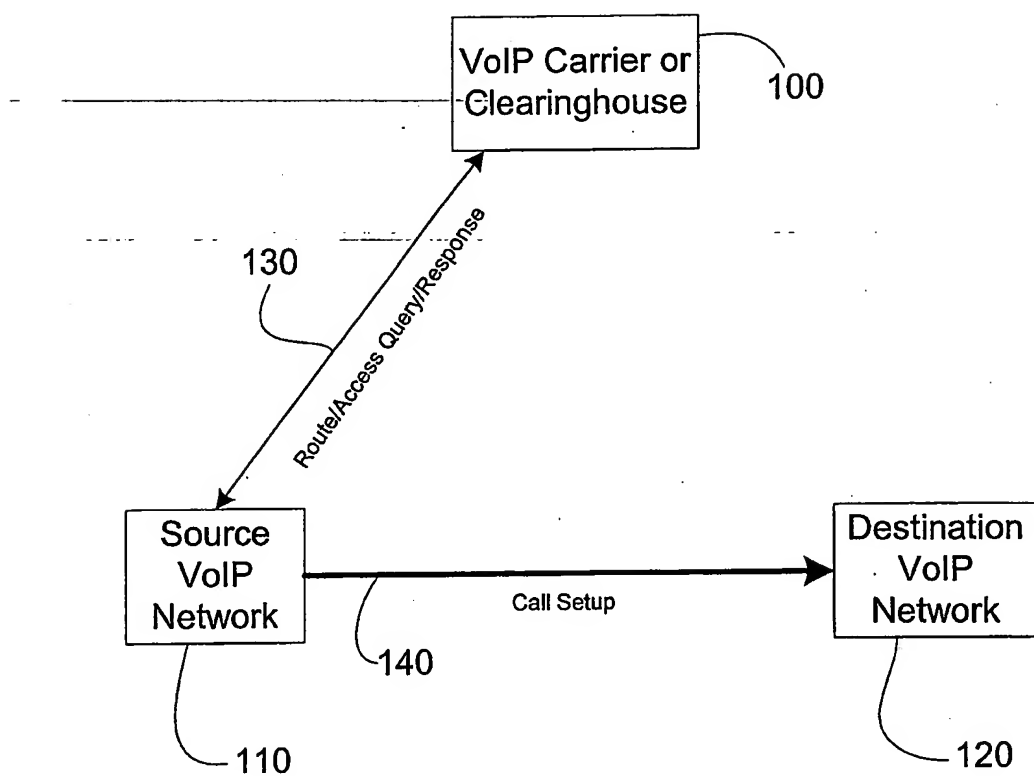 VoIP Carrier or
Clearinghouse
100
130
Route/Access Query/Response
Source
VoIP
Network
Destination
VoIP
Network
Call Setup
140
110
120